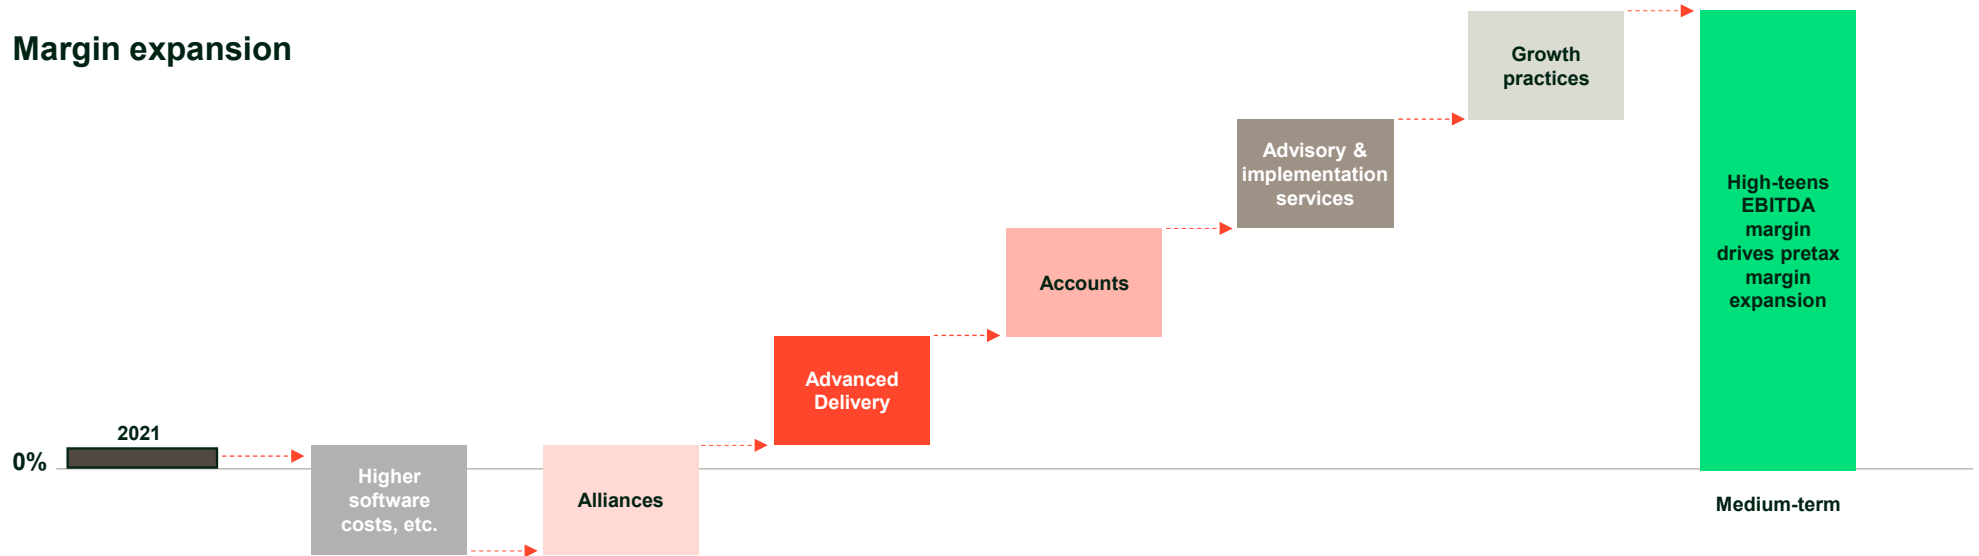 Margin expansion
2021
0%
Higher
software
costs, etc.
Alliances
Advanced
Delivery
Accounts
Advisory &
implementation
services
Growth
practices
High-teens
EBITDA
margin
drives pretax
margin
expansion
Medium-term